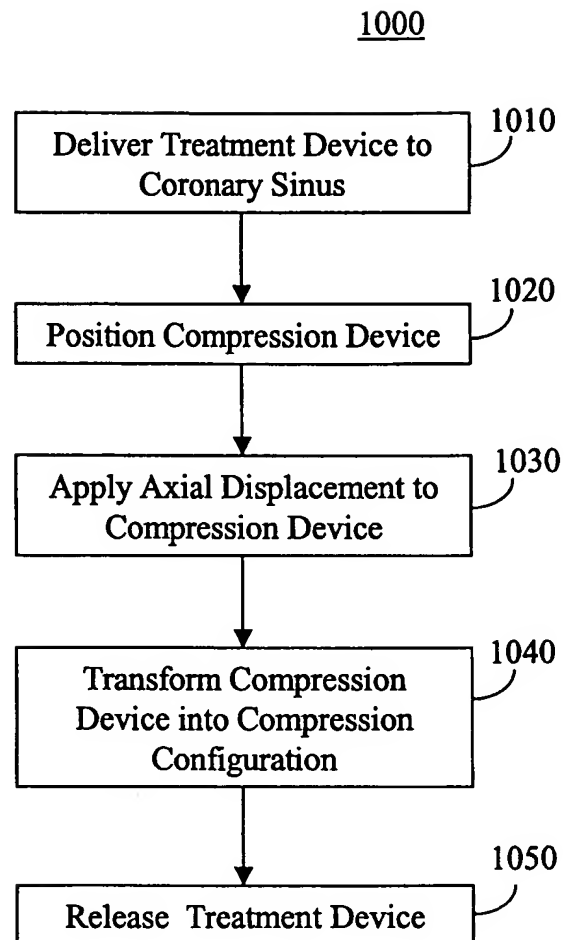 1000
1010
Deliver Treatment Device to
Coronary Sinus
1020
Position Compression Device
1030
Apply Axial Displacement to
Compression Device
1040
Transform Compression
Device into Compression
Configuration
1050
Release Treatment Device